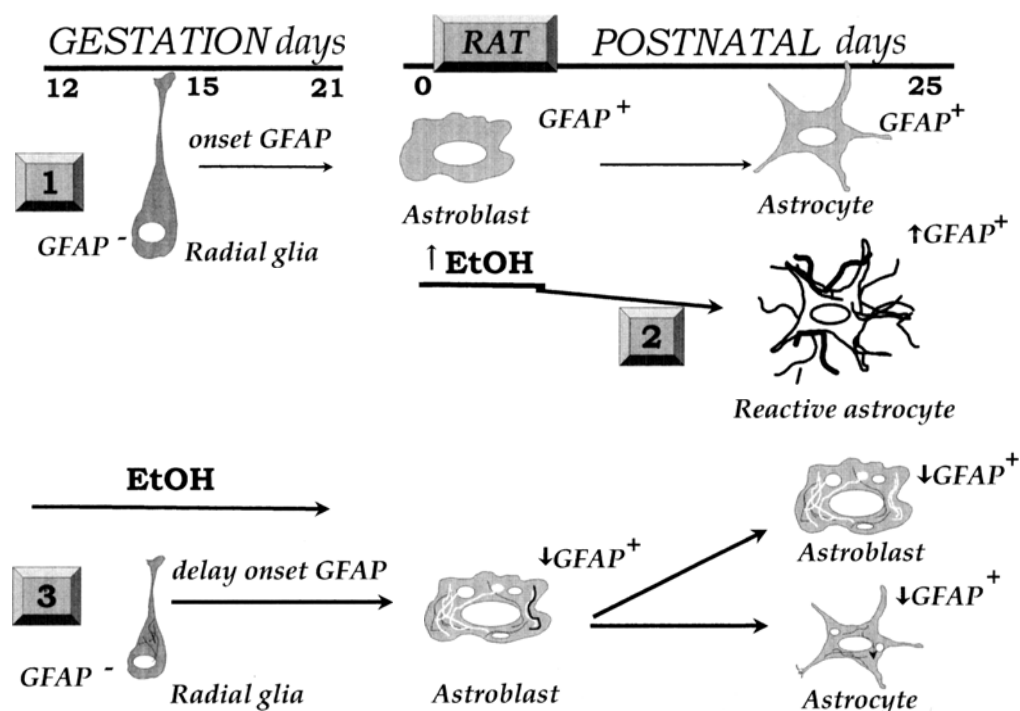 GESTATION days RAT POSTNATAL days
12 15 21 0 25
onset GFAP GFAP + GFAP +
1
GFAP - Radial glia Astroblast Astrocyte
↑ EtOH ↑GFAP +
2
Reactive astrocyte
EtOH
↓GFAP +
Astroblast
3 delay onset GFAP ↓GFAP + ↓GFAP +
GFAP - Radial glia Astroblast Astrocyte